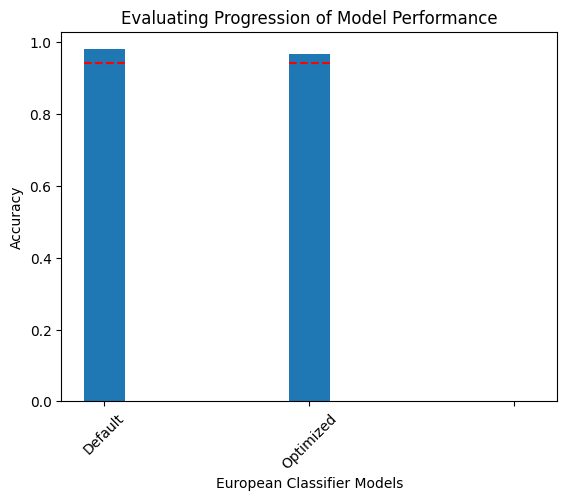 Evaluating Progression of Model Performance
1.0
0.8
0.6
0.4
0.2
0.0
Accuracy
Default
Optimized
European Classifier Models